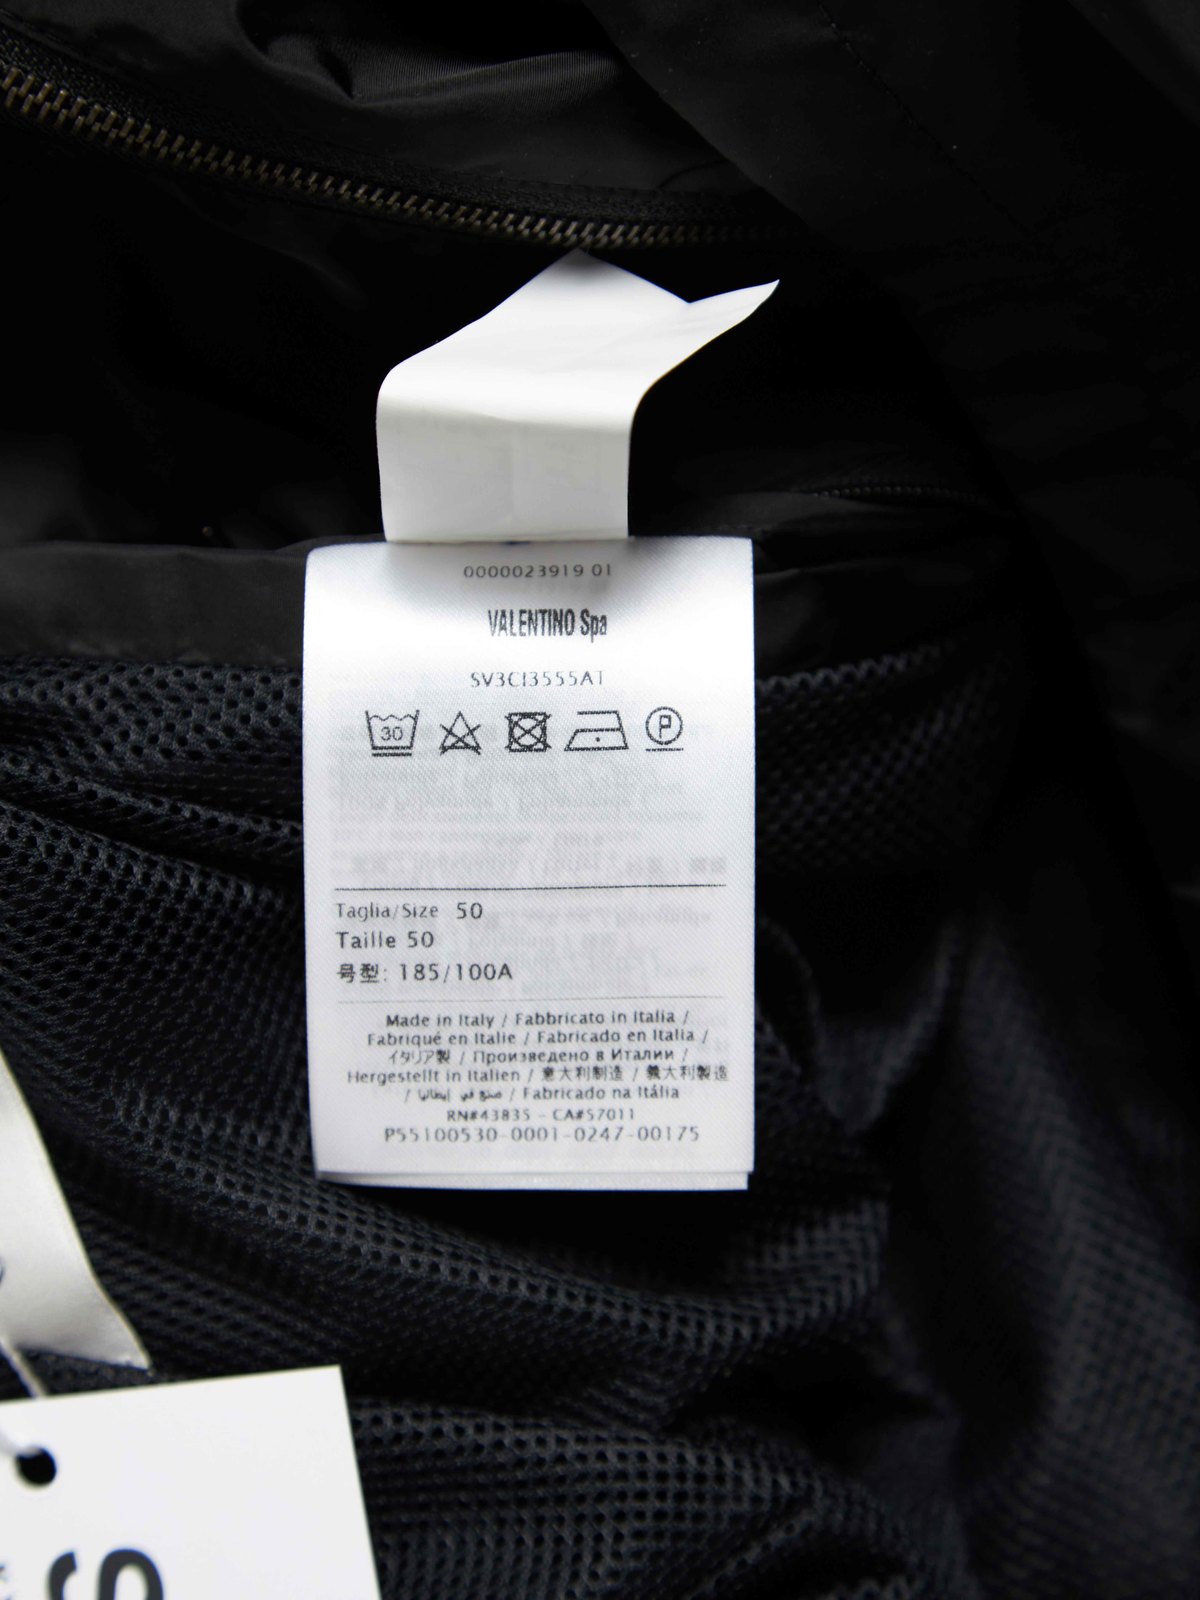 0000023919 01
VALENTINO Spa
SV3CI3555AT
30
P
Taglia/Size 50
Taille 50
号型: 185/100A
Made in Italy / Fabbricato in Italia /
Fabriqué en Italie / Fabricado en Italia /
イタリア製 / Произведено в Италии /
Hergestellt in Italien / 意大利制造 / 義大利製造
/ صنع في إيطاليا / Fabricado na Itália
RN#43835 - CA#57011
P55100530-0001-0247-00175
S